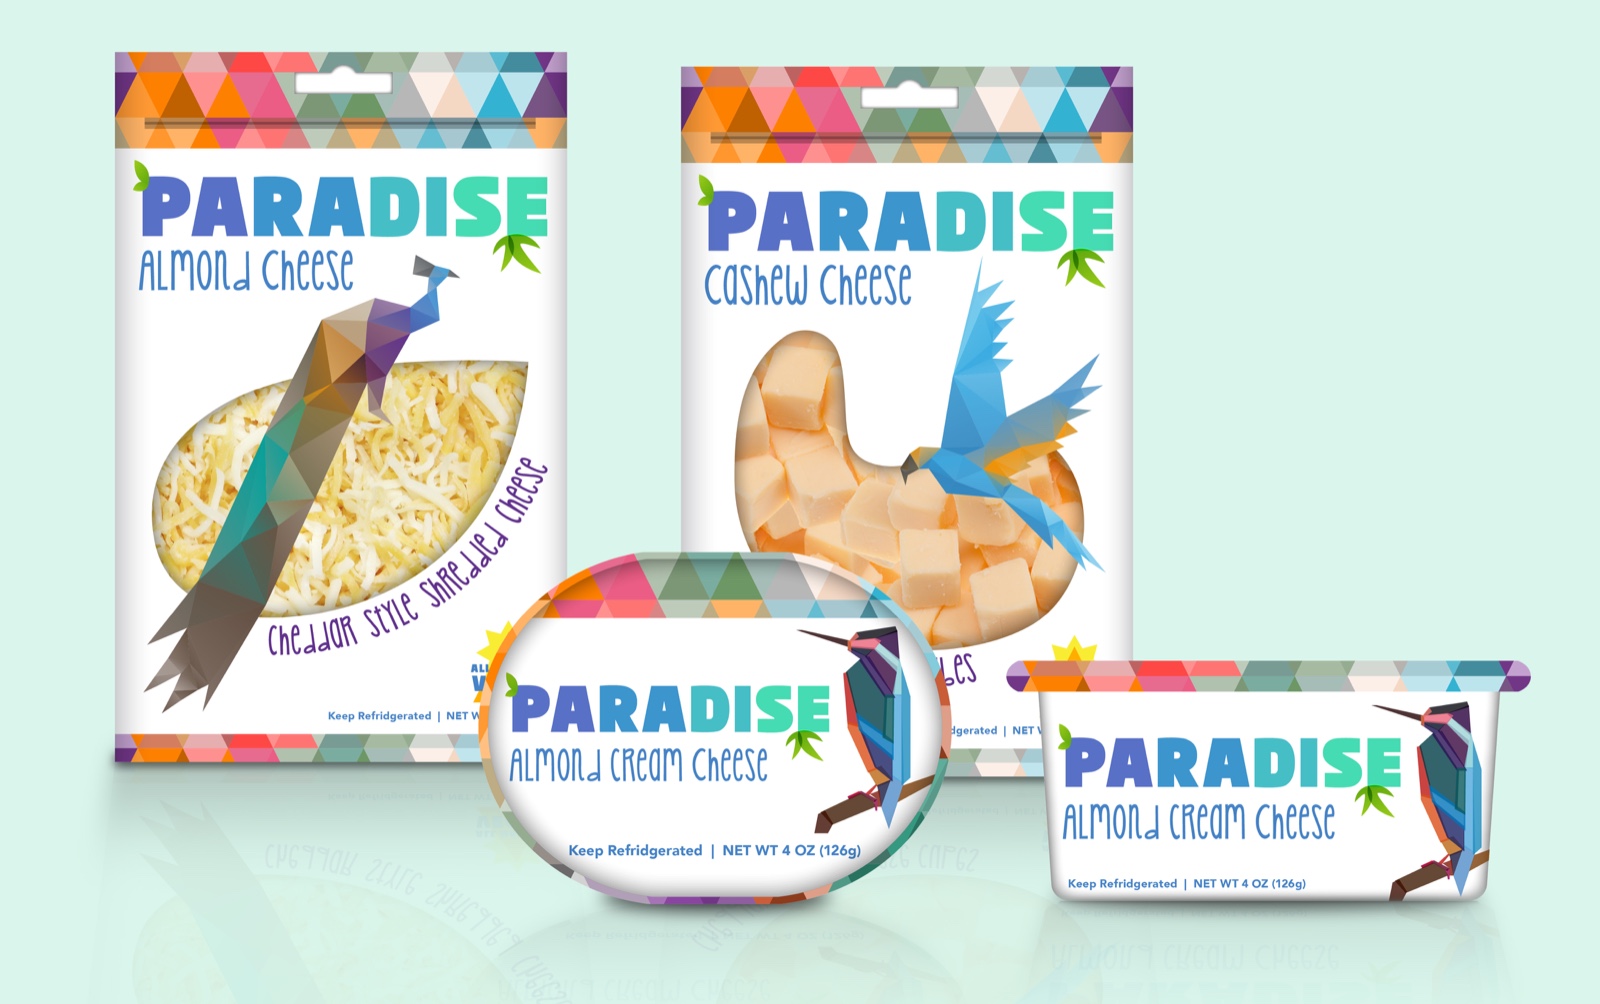 PARADISE
Almond Cheese
Cheddar Style Shredded Cheese
ALL
Keep Refridgerated | NET
PARADISE
Cashew Cheese
PARADISE
Almond Cream Cheese
Keep Refridgerated | NET WT 4 OZ (126g)
PARADISE
Almond Cream Cheese
Keep Refridgerated | NET WT 4 OZ (126g)